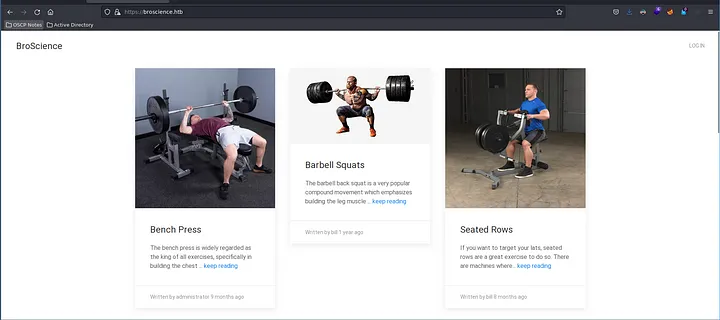 https://broscience.htb
OSCP Notes
Active Directory
BroScience
LOG IN
Bench Press
The bench press is widely regarded as
the king of all exercises, specifically in
building the chest ... keep reading
Written by administrator 9 months ago
Barbell Squats
The barbell back squat is a very popular
compound movement which emphasizes
building the leg muscle ... keep reading
Written by bill 1 year ago
Seated Rows
If you want to target your lats, seated
rows are a great exercise to do so. There
are machines where... keep reading
Written by bill 8 months ago